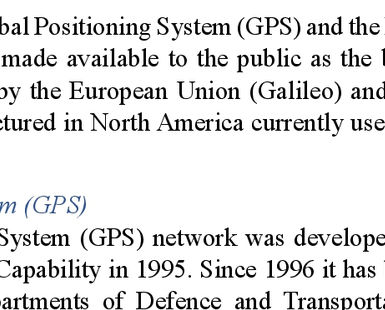 bal Positioning System (GPS) and the
made available to the public as the b
by the European Union (Galileo) and
ctured in North America currently use
m (GPS)
System (GPS) network was develope
Capability in 1995. Since 1996 it has
partments of Defence and Transporta